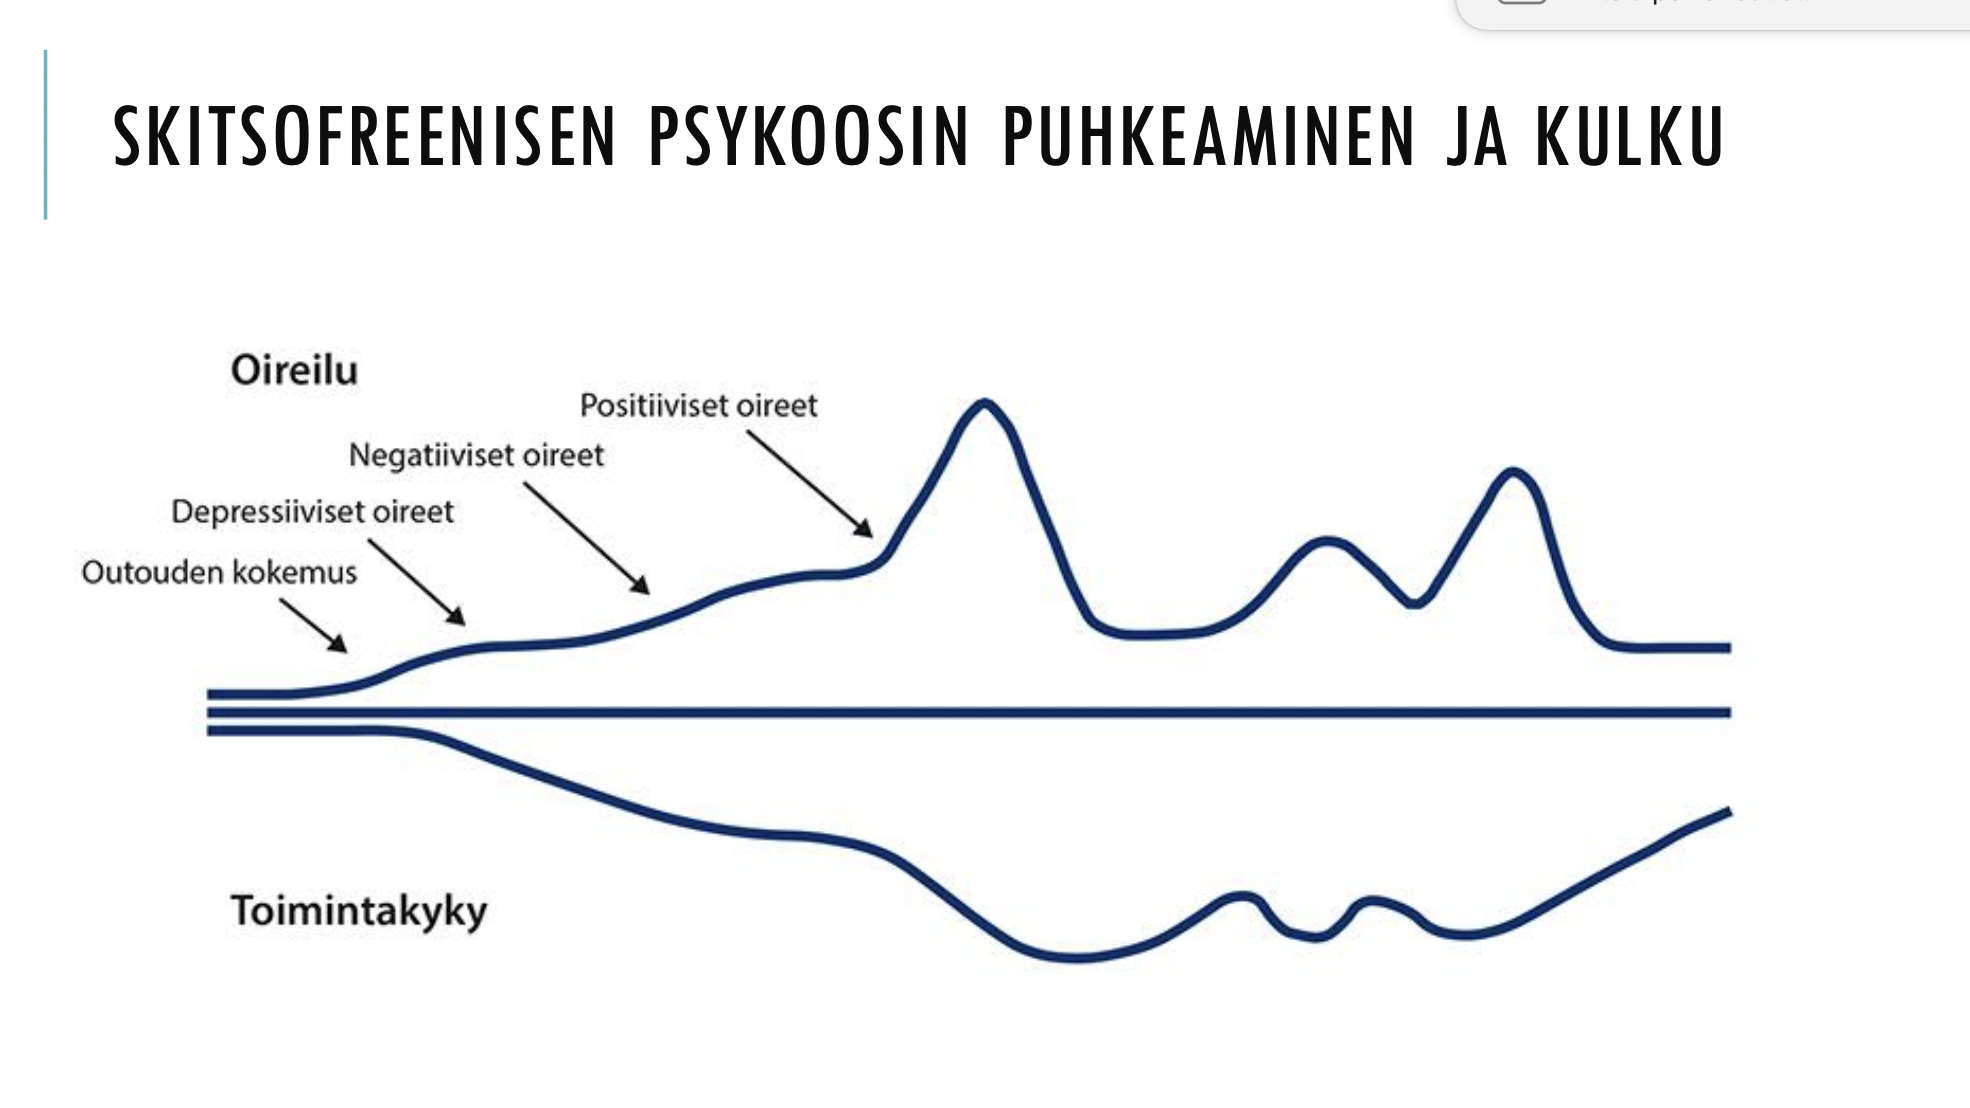 SKITSOFREENISEN PSYKOOSIN PUHKEAMINEN JA KULKU
Oireilu
Positiiviset oireet
Negatiiviset oireet
Depressiiviset oireet
Outouden kokemus
Toimintakyky